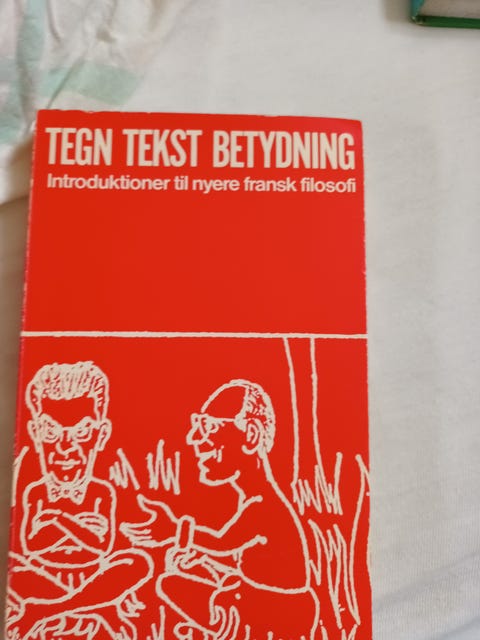 TEGN TEKST BETYDNING
Introduktioner til nyere fransk filosofi